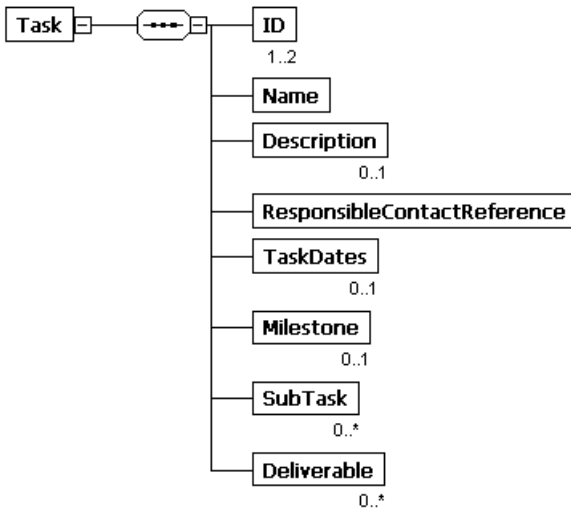 Task
ID
1..2
Name
Description
0..1
ResponsibleContactReference
TaskDates
0..1
Milestone
0..1
SubTask
0..*
Deliverable
0..*